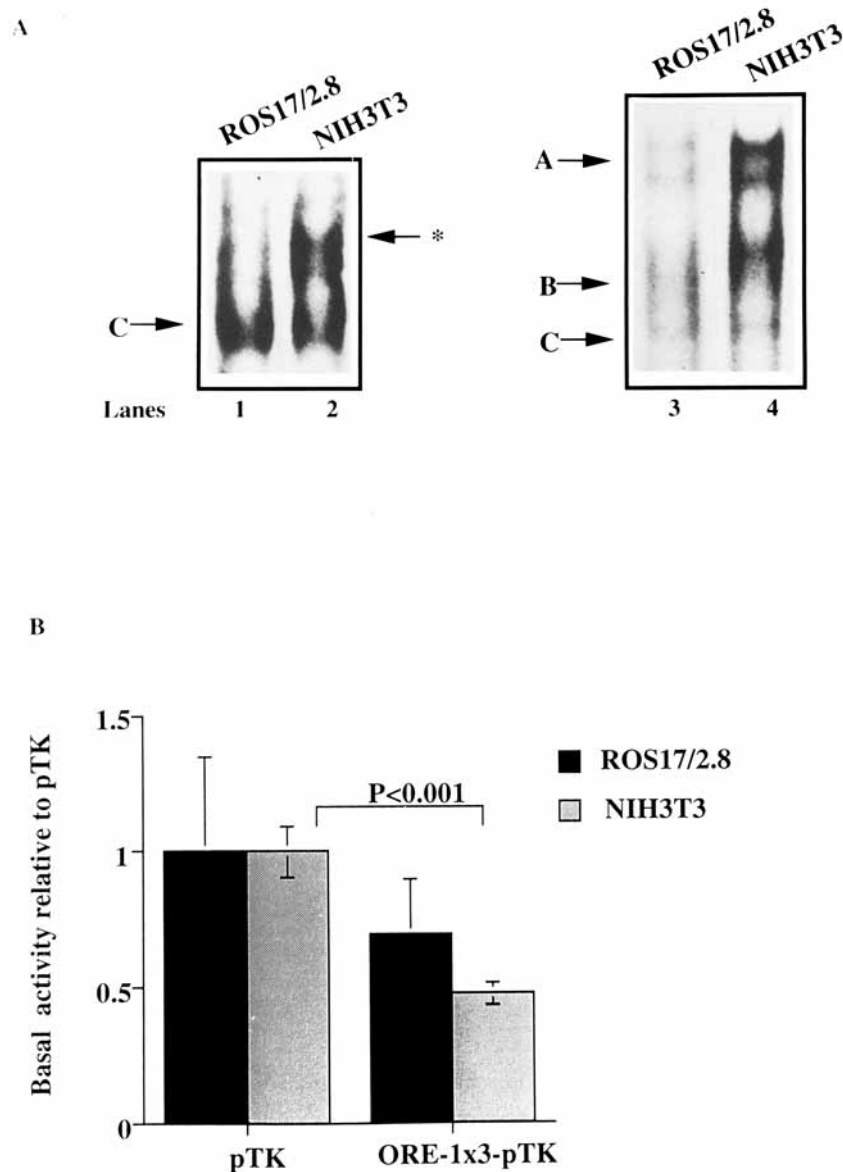 A
ROS17/2.8
NIH3T3
ROS17/2.8
NIH3T3
A
*
B
C
C
Lanes
1
2
3
4
B
Basal activity relative to pTK
1.5
1
0.5
0
P<0.001
ROS17/2.8
NIH3T3
pTK
ORE-1x3-pTK